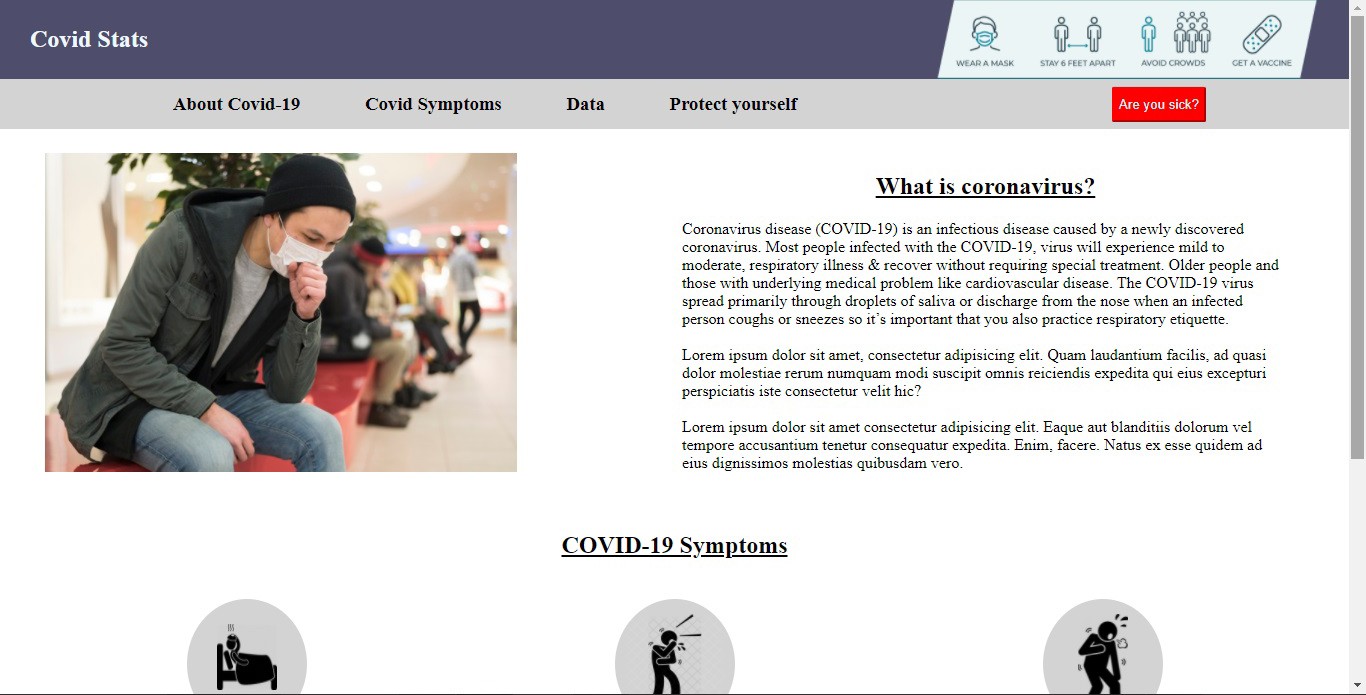 Covid Stats
WEAR A MASK
STAY 6 FEET APART
AVOID CROWDS
GET A VACCINE
About Covid-19
Covid Symptoms
Data
Protect yourself
Are you sick?
What is coronavirus?
Coronavirus disease (COVID-19) is an infectious disease caused by a newly discovered
coronavirus. Most people infected with the COVID-19, virus will experience mild to
moderate, respiratory illness & recover without requiring special treatment. Older people and
those with underlying medical problem like cardiovascular disease. The COVID-19 virus
spread primarily through droplets of saliva or discharge from the nose when an infected
person coughs or sneezes so it’s important that you also practice respiratory etiquette.
Lorem ipsum dolor sit amet, consectetur adipisicing elit. Quam laudantium facilis, ad quasi
dolor molestiae rerum numquam modi suscipit omnis reiciendis expedita qui eius excepturi
perspiciatis iste consectetur velit hic?
Lorem ipsum dolor sit amet consectetur adipisicing elit. Eaque aut blanditiis dolorum vel
tempore accusantium tenetur consequatur expedita. Enim, facere. Natus ex esse quidem ad
eius dignissimos molestias quibusdam vero.
COVID-19 Symptoms